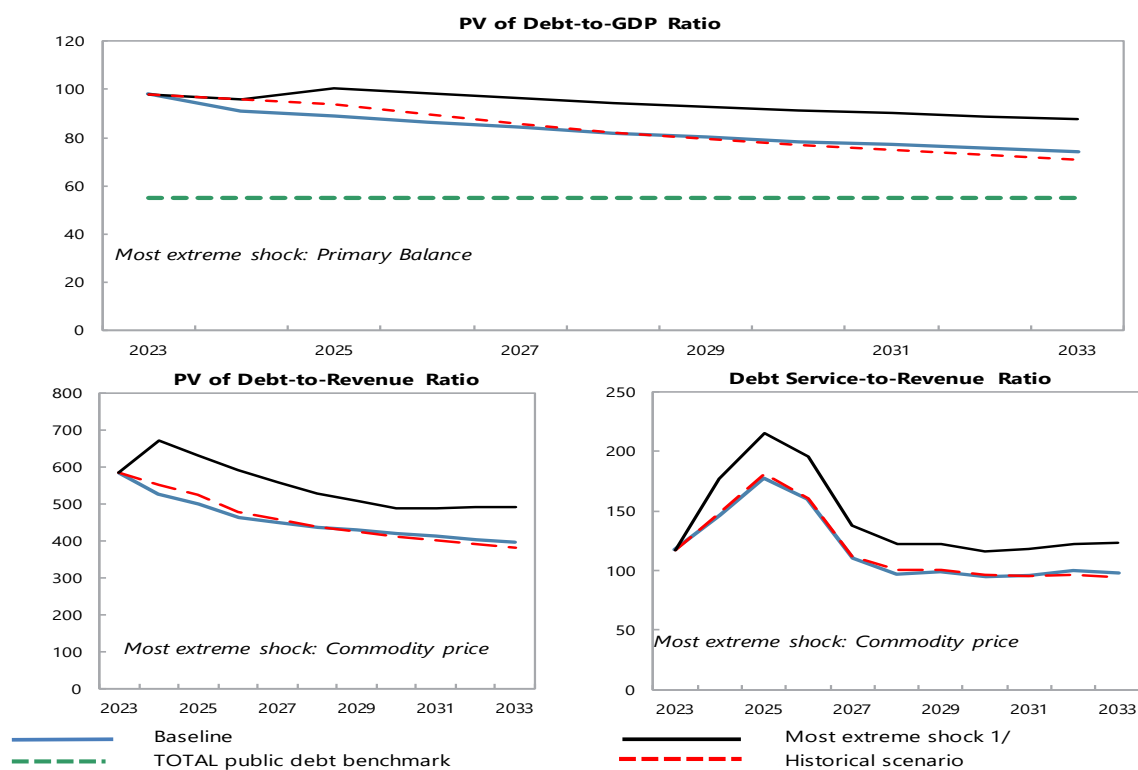 PV of Debt-to-GDP Ratio
120
100
80
60
40
20
0
Most extreme shock: Primary Balance
2023 2025 2027 2029 2031 2033
PV of Debt-to-Revenue Ratio
800
700
600
500
400
300
200
100
0
Most extreme shock: Commodity price
2023 2025 2027 2029 2031 2033
Debt Service-to-Revenue Ratio
250
200
150
100
50
0
Most extreme shock: Commodity price
2023 2025 2027 2029 2031 2033
Baseline
Most extreme shock 1/
TOTAL public debt benchmark
Historical scenario